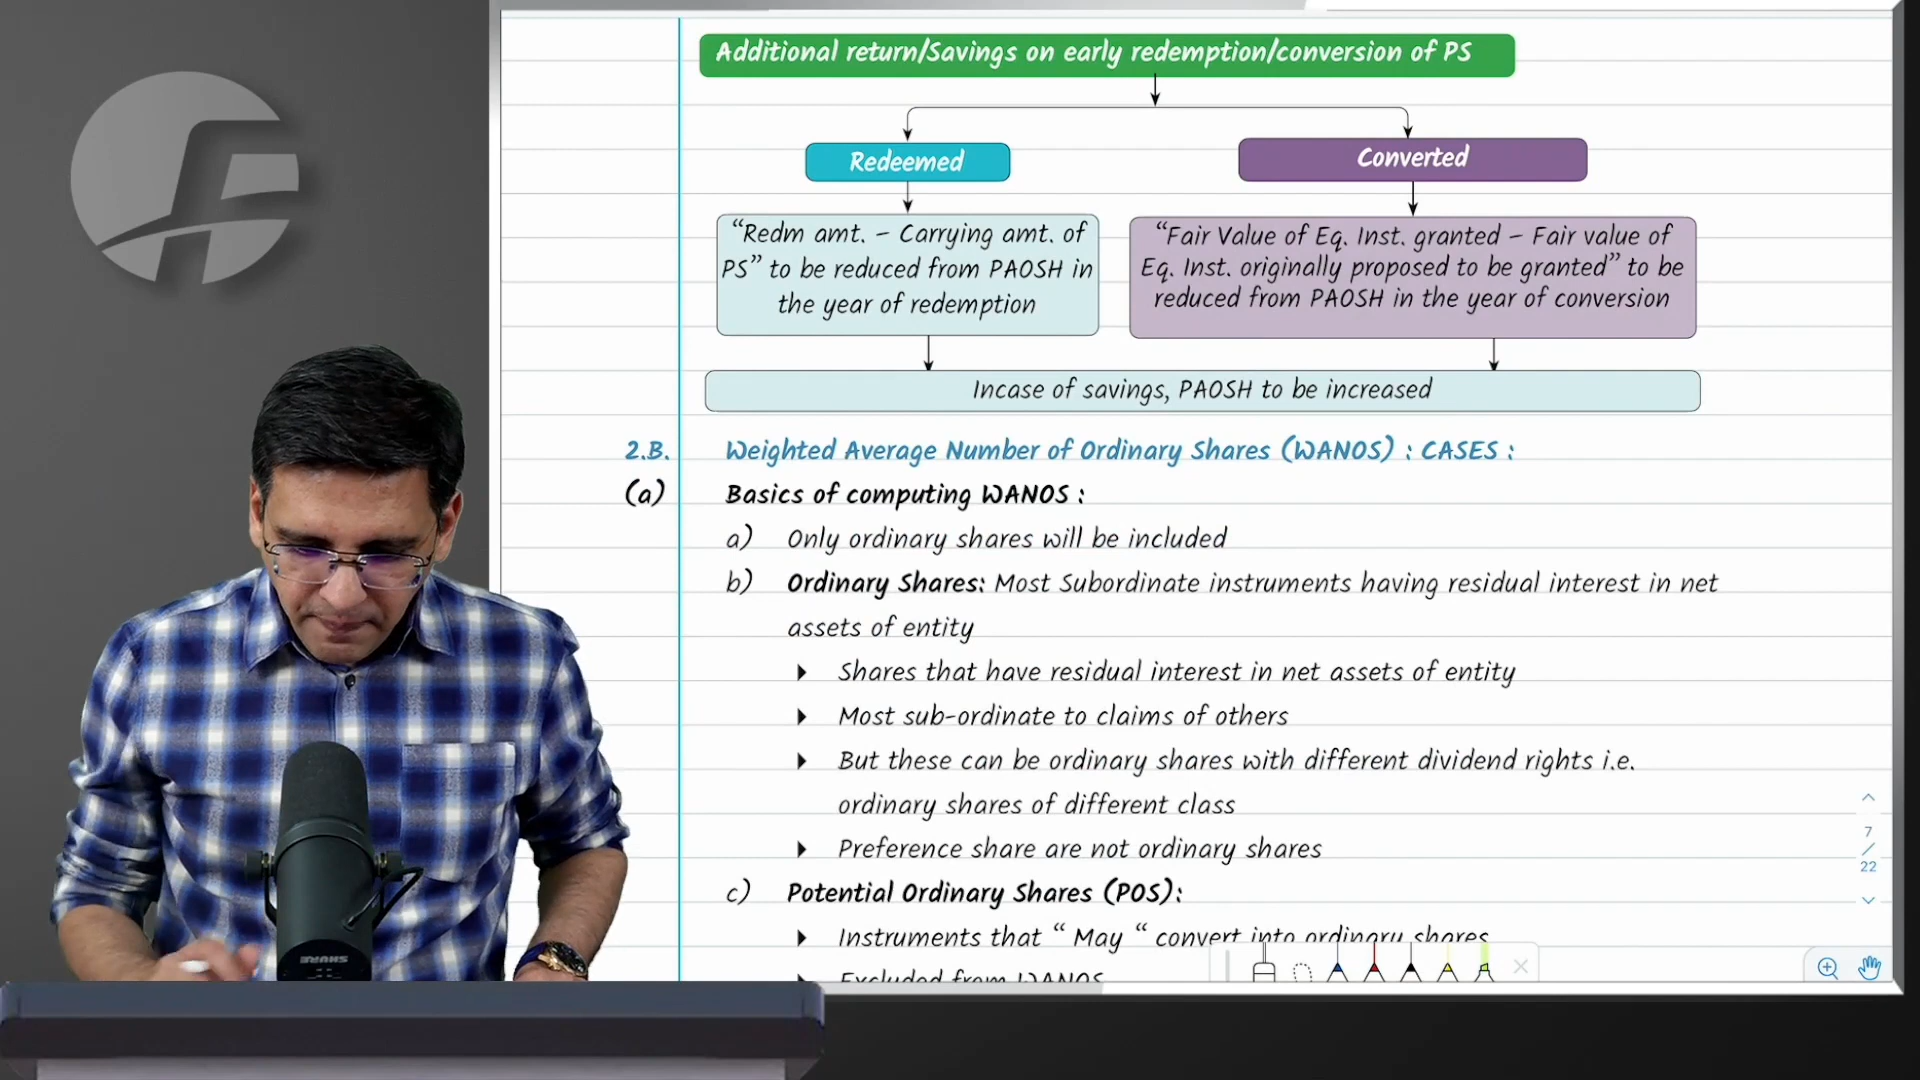 Additional return/Savings on early redemption/conversion of PS
Redeemed
Converted
“Redm amt. – Carrying amt. of
PS” to be reduced from PAOSH in
the year of redemption
“Fair Value of Eq. Inst. granted – Fair value of
Eq. Inst. originally proposed to be granted” to be
reduced from PAOSH in the year of conversion
Incase of savings, PAOSH to be increased
2.B. Weighted Average Number of Ordinary Shares (WANOS) : CASES :
(a) Basics of computing WANOS :
a) Only ordinary shares will be included
b) Ordinary Shares: Most Subordinate instruments having residual interest in net
assets of entity
Shares that have residual interest in net assets of entity
Most sub-ordinate to claims of others
But these can be ordinary shares with different dividend rights i.e.
ordinary shares of different class
Preference share are not ordinary shares
c) Potential Ordinary Shares (POS):
Instruments that “ May “ convert into ordinary shares
Excluded from WANOS
7
/
22
SHURE